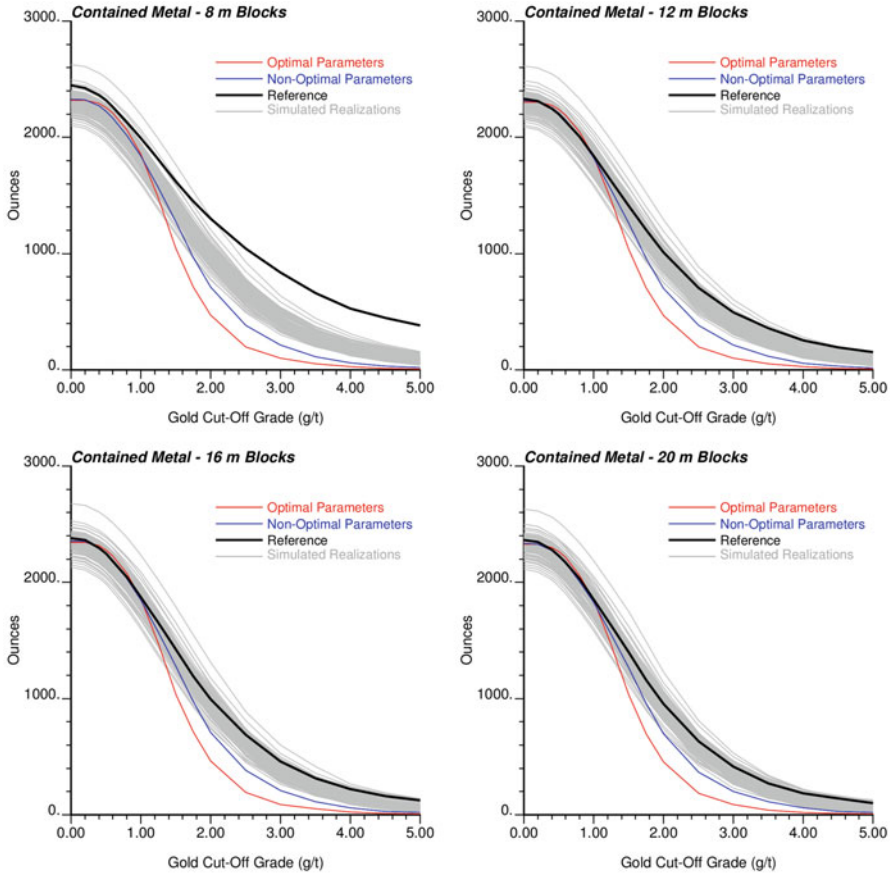 Contained Metal - 8 m Blocks
3000.
2000.
1000.
0.
Ounces
Optimal Parameters
Non-Optimal Parameters
Reference
Simulated Realizations
0.00 1.00 2.00 3.00 4.00 5.00
Gold Cut-Off Grade (g/t)
Contained Metal - 12 m Blocks
3000.
2000.
1000.
0.
Ounces
Optimal Parameters
Non-Optimal Parameters
Reference
Simulated Realizations
0.00 1.00 2.00 3.00 4.00 5.00
Gold Cut-Off Grade (g/t)
Contained Metal - 16 m Blocks
3000.
2000.
1000.
0.
Ounces
Optimal Parameters
Non-Optimal Parameters
Reference
Simulated Realizations
0.00 1.00 2.00 3.00 4.00 5.00
Gold Cut-Off Grade (g/t)
Contained Metal - 20 m Blocks
3000.
2000.
1000.
0.
Ounces
Optimal Parameters
Non-Optimal Parameters
Reference
Simulated Realizations
0.00 1.00 2.00 3.00 4.00 5.00
Gold Cut-Off Grade (g/t)